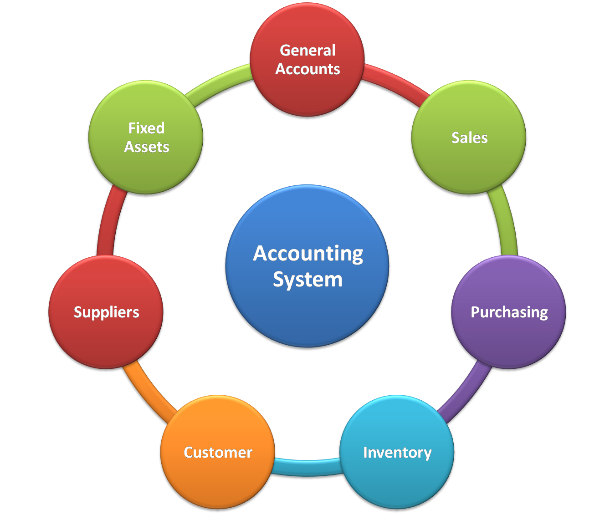 General
Accounts
Sales
Purchasing
Inventory
Customer
Suppliers
Fixed
Assets
Accounting
System